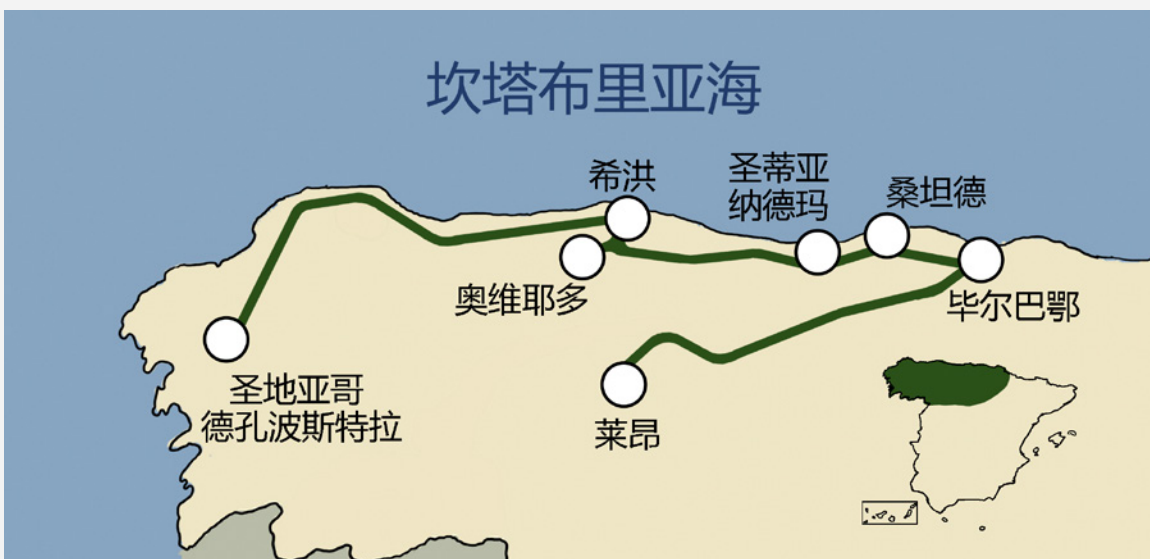 坎塔布里亚海
希洪
圣蒂亚
纳德玛
桑坦德
奥维耶多
毕尔巴鄂
圣地亚哥
德孔波斯特拉
莱昂